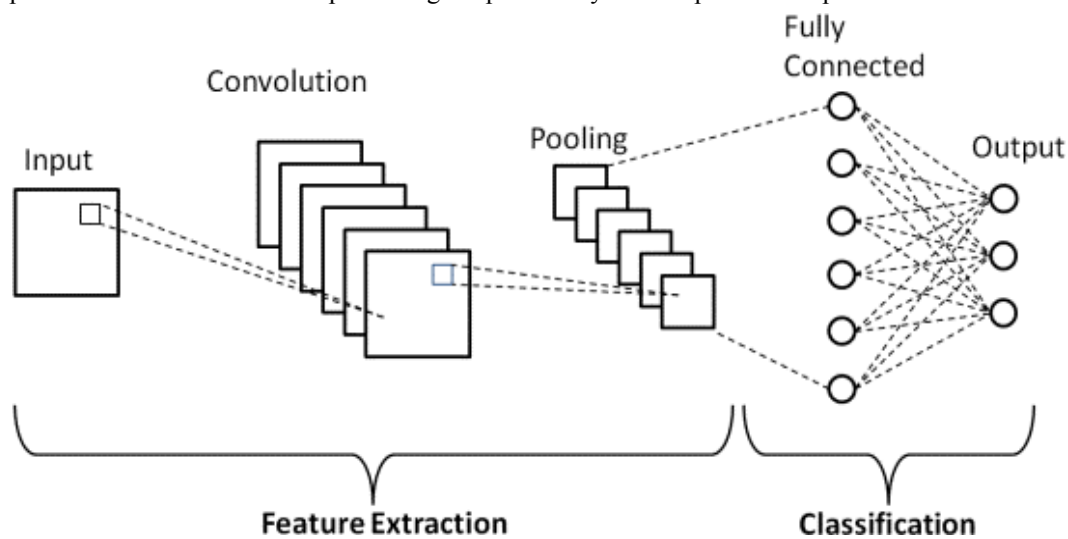 Fully
Connected
Convolution
Pooling
Output
Input
Feature Extraction
Classification